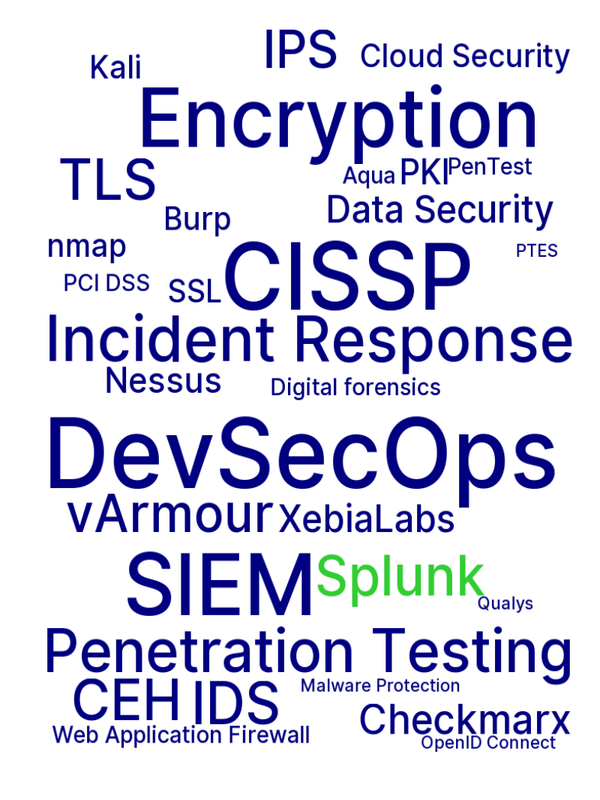 IPS
Cloud Security
Kali
Encryption
TLS
Aqua
PKI
PenTest
Burp
Data Security
nmap
CISSP
PTES
PCI DSS
SSL
Incident Response
Nessus
Digital forensics
DevSecOps
vArmour
XebiaLabs
SIEM
Splunk
Qualys
Penetration Testing
CEH
IDS
Malware Protection
Checkmarx
Web Application Firewall
OpenID Connect